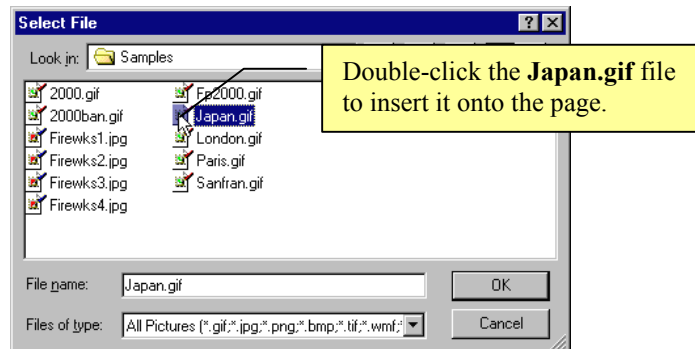 Select File
Look in: Samples
Double-click the Japan.gif file
to insert it onto the page.
2000.gif
2000ban.gif
Firewks1.jpg
Firewks2.jpg
Firewks3.jpg
Firewks4.jpg
Fp2000.gif
Japan.gif
London.gif
Paris.gif
Sanfran.gif
File name: Japan.gif
OK
Files of type: All Pictures (*.gif;*.jpg;*.png;*.bmp;*.tif;*.wmf;*
Cancel